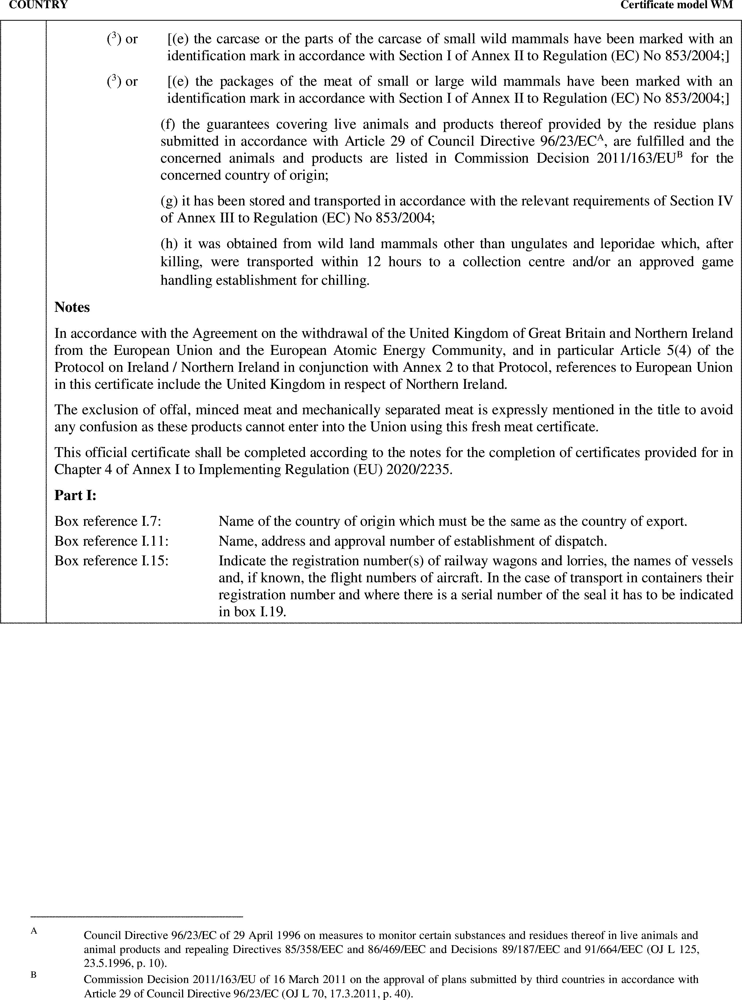 COUNTRY Certificate model WM
(3) or [(e) the carcase or the parts of the carcase of small wild mammals have been marked with an
identification mark in accordance with Section I of Annex II to Regulation (EC) No 853/2004;]
(3) or [(e) the packages of the meat of small or large wild mammals have been marked with an
identification mark in accordance with Section I of Annex II to Regulation (EC) No 853/2004;]
(f) the guarantees covering live animals and products thereof provided by the residue plans
submitted in accordance with Article 29 of Council Directive 96/23/ECA, are fulfilled and the
concerned animals and products are listed in Commission Decision 2011/163/EUB for the
concerned country of origin;
(g) it has been stored and transported in accordance with the relevant requirements of Section IV
of Annex III to Regulation (EC) No 853/2004;
(h) it was obtained from wild land mammals other than ungulates and leporidae which, after
killing, were transported within 12 hours to a collection centre and/or an approved game
handling establishment for chilling.
Notes
In accordance with the Agreement on the withdrawal of the United Kingdom of Great Britain and Northern Ireland
from the European Union and the European Atomic Energy Community, and in particular Article 5(4) of the
Protocol on Ireland / Northern Ireland in conjunction with Annex 2 to that Protocol, references to European Union
in this certificate include the United Kingdom in respect of Northern Ireland.
The exclusion of offal, minced meat and mechanically separated meat is expressly mentioned in the title to avoid
any confusion as these products cannot enter into the Union using this fresh meat certificate.
This official certificate shall be completed according to the notes for the completion of certificates provided for in
Chapter 4 of Annex I to Implementing Regulation (EU) 2020/2235.
Part I:
Box reference I.7: Name of the country of origin which must be the same as the country of export.
Box reference I.11: Name, address and approval number of establishment of dispatch.
Box reference I.15: Indicate the registration number(s) of railway wagons and lorries, the names of vessels
and, if known, the flight numbers of aircraft. In the case of transport in containers their
registration number and where there is a serial number of the seal it has to be indicated
in box I.19.
A Council Directive 96/23/EC of 29 April 1996 on measures to monitor certain substances and residues thereof in live animals and
animal products and repealing Directives 85/358/EEC and 86/469/EEC and Decisions 89/187/EEC and 91/664/EEC (OJ L 125,
23.5.1996, p. 10).
B Commission Decision 2011/163/EU of 16 March 2011 on the approval of plans submitted by third countries in accordance with
Article 29 of Council Directive 96/23/EC (OJ L 70, 17.3.2011, p. 40).